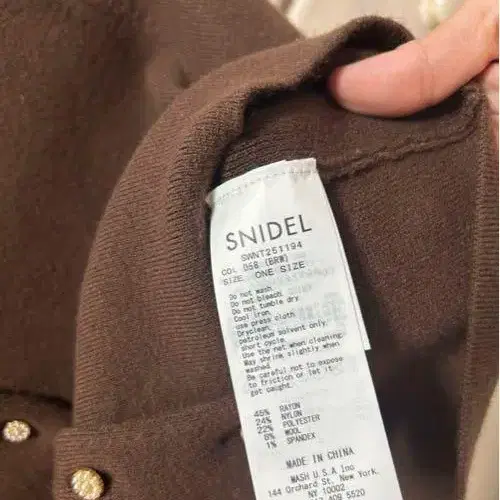 SNIDEL
SWNT251194
COL 058 (BRW)
SIZE ONE SIZE
Do not wash
Do not bleach
Do not tumble dry
Cool iron,
use press cloth
Dryclean,
petroleum solvent only
short cycle.
Use the net when cleaning.
May shrink slightly when
washed
Be careful not to expose
to friction or let it
get caught.
45% RAYON
24% NYLON
22% POLYESTER
8% WOOL
1% SPANDEX
MADE IN CHINA
MASH U.S.A Inc
144 Orchard St. New York,
NY 10002
409 5520